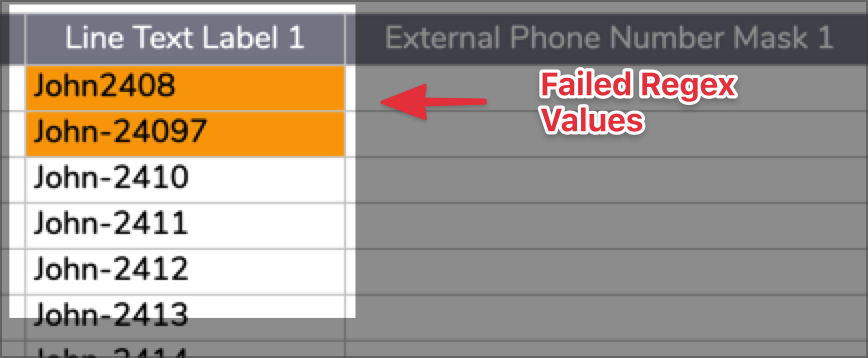 Line Text Label 1 External Phone Number Mask 1
John2408
Failed Regex
Values
John-24097
John-2410
John-2411
John-2412
John-2413